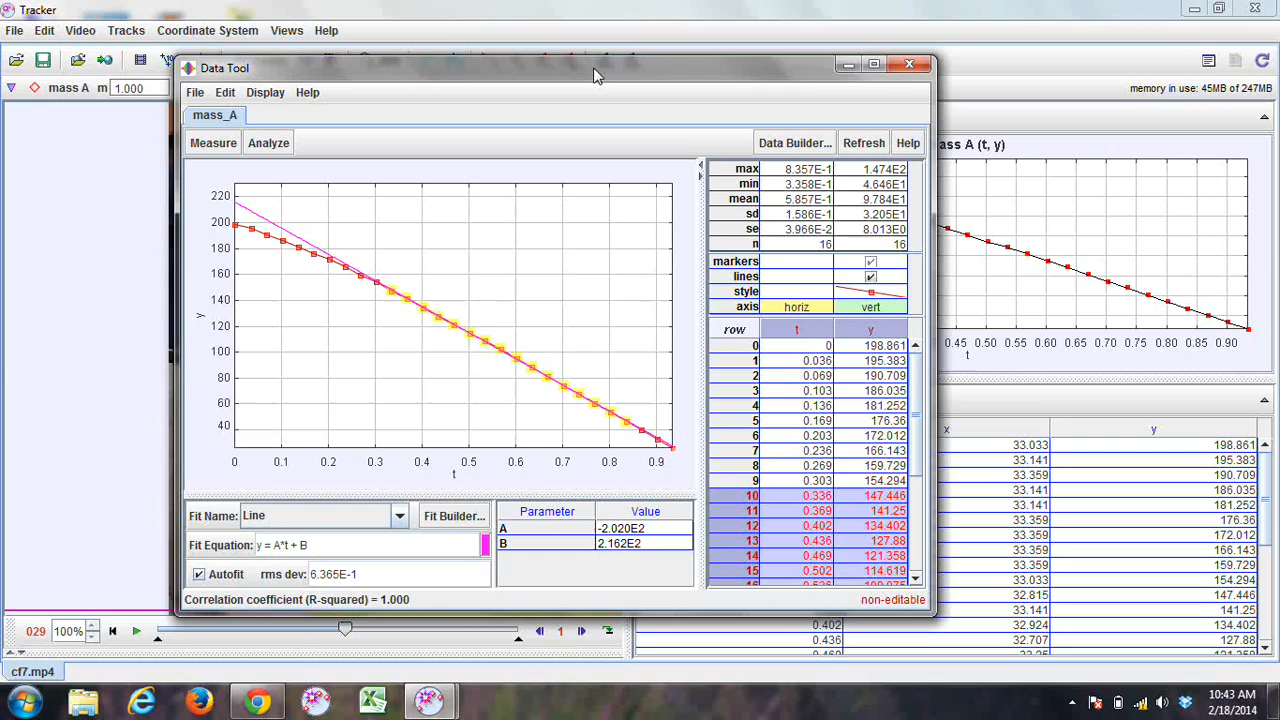 Tracker
File Edit Video Tracks Coordinate System Views Help
mass A m 1.000
memory in use: 45MB of 247MB
Data Tool
File Edit Display Help
mass_A
Measure Analyze Data Builder... Refresh Help
220
200
180
160
140
120
100
80
60
40
y
0 0.1 0.2 0.3 0.4 0.5 0.6 0.7 0.8 0.9
t
max 8.357E-1 1.474E2
min 3.358E-1 4.646E1
mean 5.857E-1 9.784E1
sd 1.586E-1 3.205E1
se 3.966E-2 8.013E0
n 16 16
markers
lines
style
axis horiz vert
row t y
0 0 198.861
1 0.036 195.383
2 0.069 190.709
3 0.103 186.035
4 0.136 181.252
5 0.169 176.36
6 0.203 172.012
7 0.236 166.143
8 0.269 159.729
9 0.303 154.294
10 0.336 147.446
11 0.369 141.25
12 0.402 134.402
13 0.436 127.88
14 0.469 121.358
15 0.502 114.619
Fit Name: Line Fit Builder...
Fit Equation: y = A*t + B
Autofit rms dev: 6.365E-1
Parameter Value
A -2.020E2
B 2.162E2
Correlation coefficient (R-squared) = 1.000 non-editable
ass A (t, y)
0.45 0.50 0.55 0.60 0.65 0.70 0.75 0.80 0.85 0.90
t
x y
33.033 198.861
33.141 195.383
33.359 190.709
33.141 186.035
33.141 181.252
33.359 176.36
33.359 172.012
33.359 166.143
33.359 159.729
33.033 154.294
32.815 147.446
33.141 141.25
0.402 32.924 134.402
0.436 32.707 127.88
029 100% 1
cf7.mp4
10:43 AM
2/18/2014